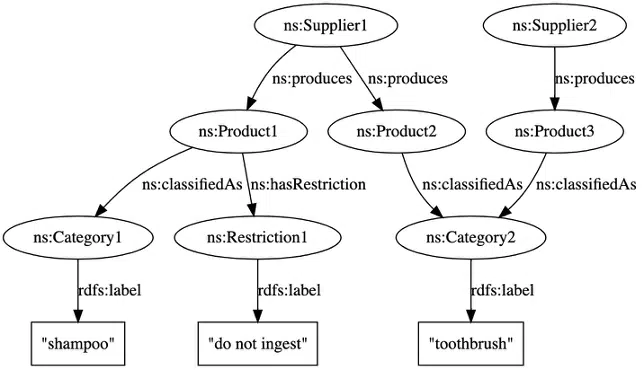 ns:Supplier1 ns:Supplier2
ns:produces ns:produces ns:produces
ns:Product1 ns:Product2 ns:Product3
ns:classifiedAs ns:hasRestriction ns:classifiedAs ns:classifiedAs
ns:Category1 ns:Restriction1 ns:Category2
rdfs:label rdfs:label rdfs:label
"shampoo" "do not ingest" "toothbrush"